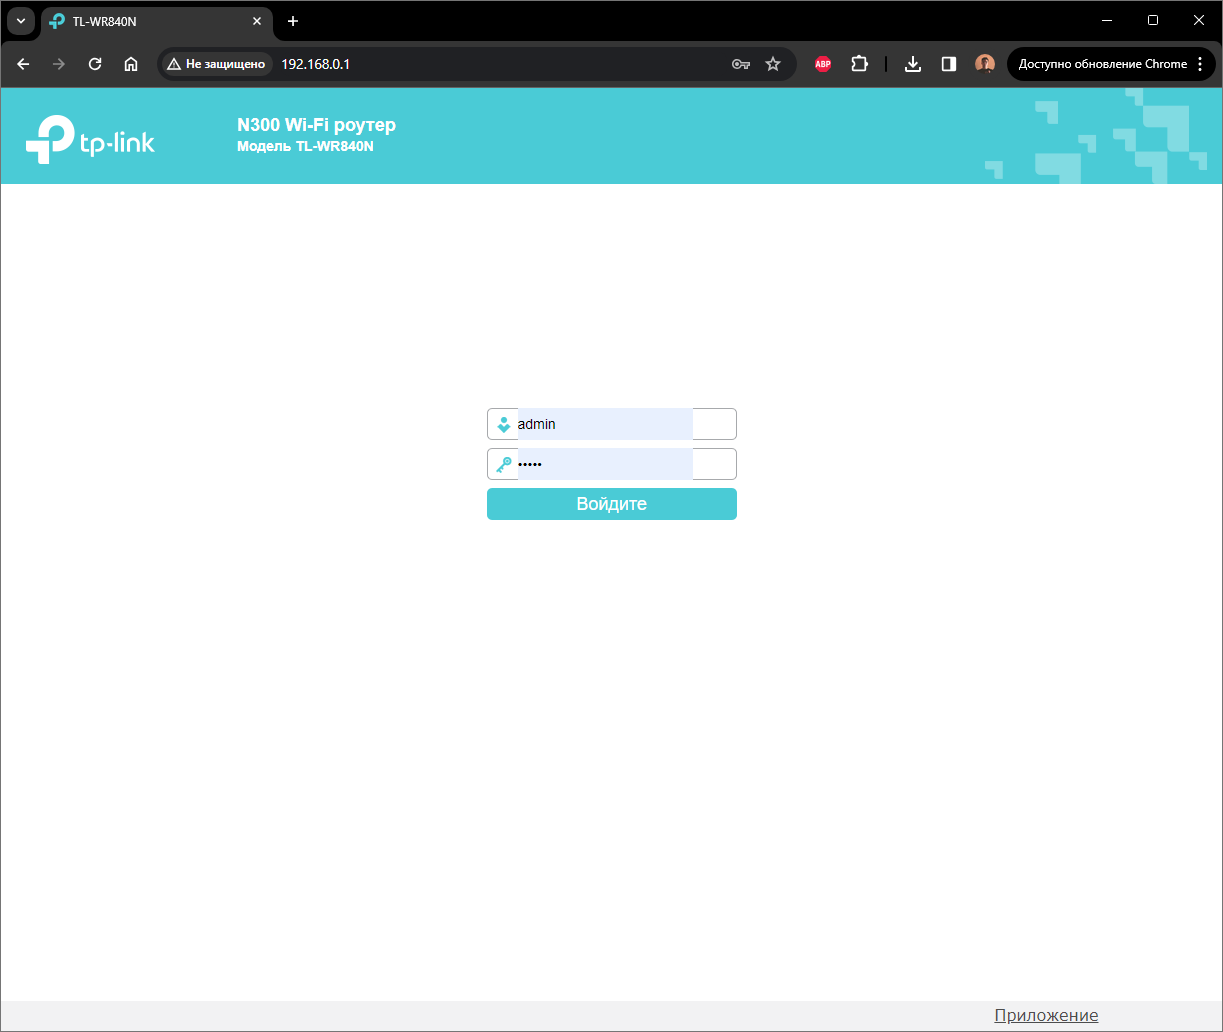 TL-WR840N
Не защищено
192.168.0.1
ABP
Доступно обновление Chrome
tp-link
N300 Wi-Fi роутер
Модель TL-WR840N
admin
•••••
Войдите
Приложение